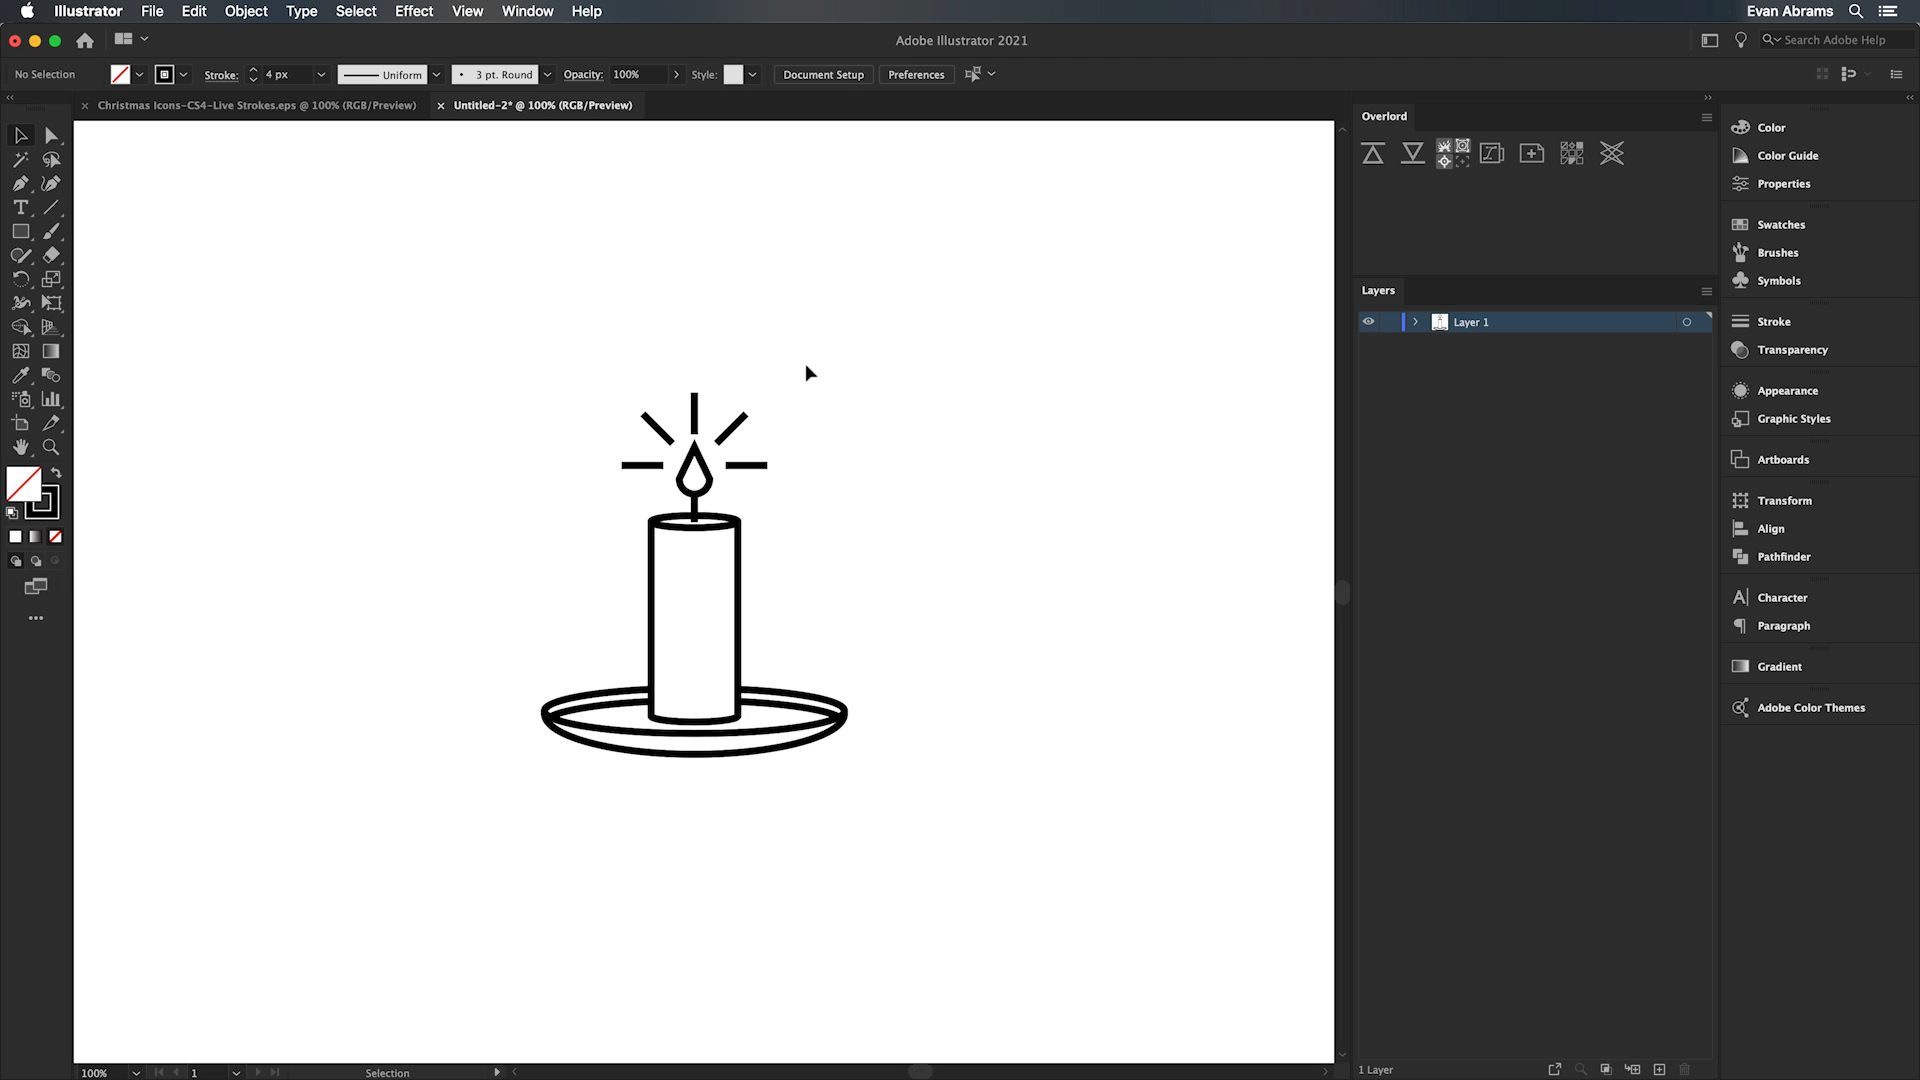 Illustrator File Edit Object Type Select Effect View Window Help
Evan Abrams
Adobe Illustrator 2021
Search Adobe Help
No Selection
Stroke: 4 px
Uniform
3 pt. Round
Opacity: 100%
Style:
Document Setup
Preferences
Christmas Icons-CS4-Live Strokes.eps @ 100% (RGB/Preview)
Untitled-2* @ 100% (RGB/Preview)
Overlord
Layers
Layer 1
Color
Color Guide
Properties
Swatches
Brushes
Symbols
Stroke
Transparency
Appearance
Graphic Styles
Artboards
Transform
Align
Pathfinder
Character
Paragraph
Gradient
Adobe Color Themes
100%
1
Selection
1 Layer